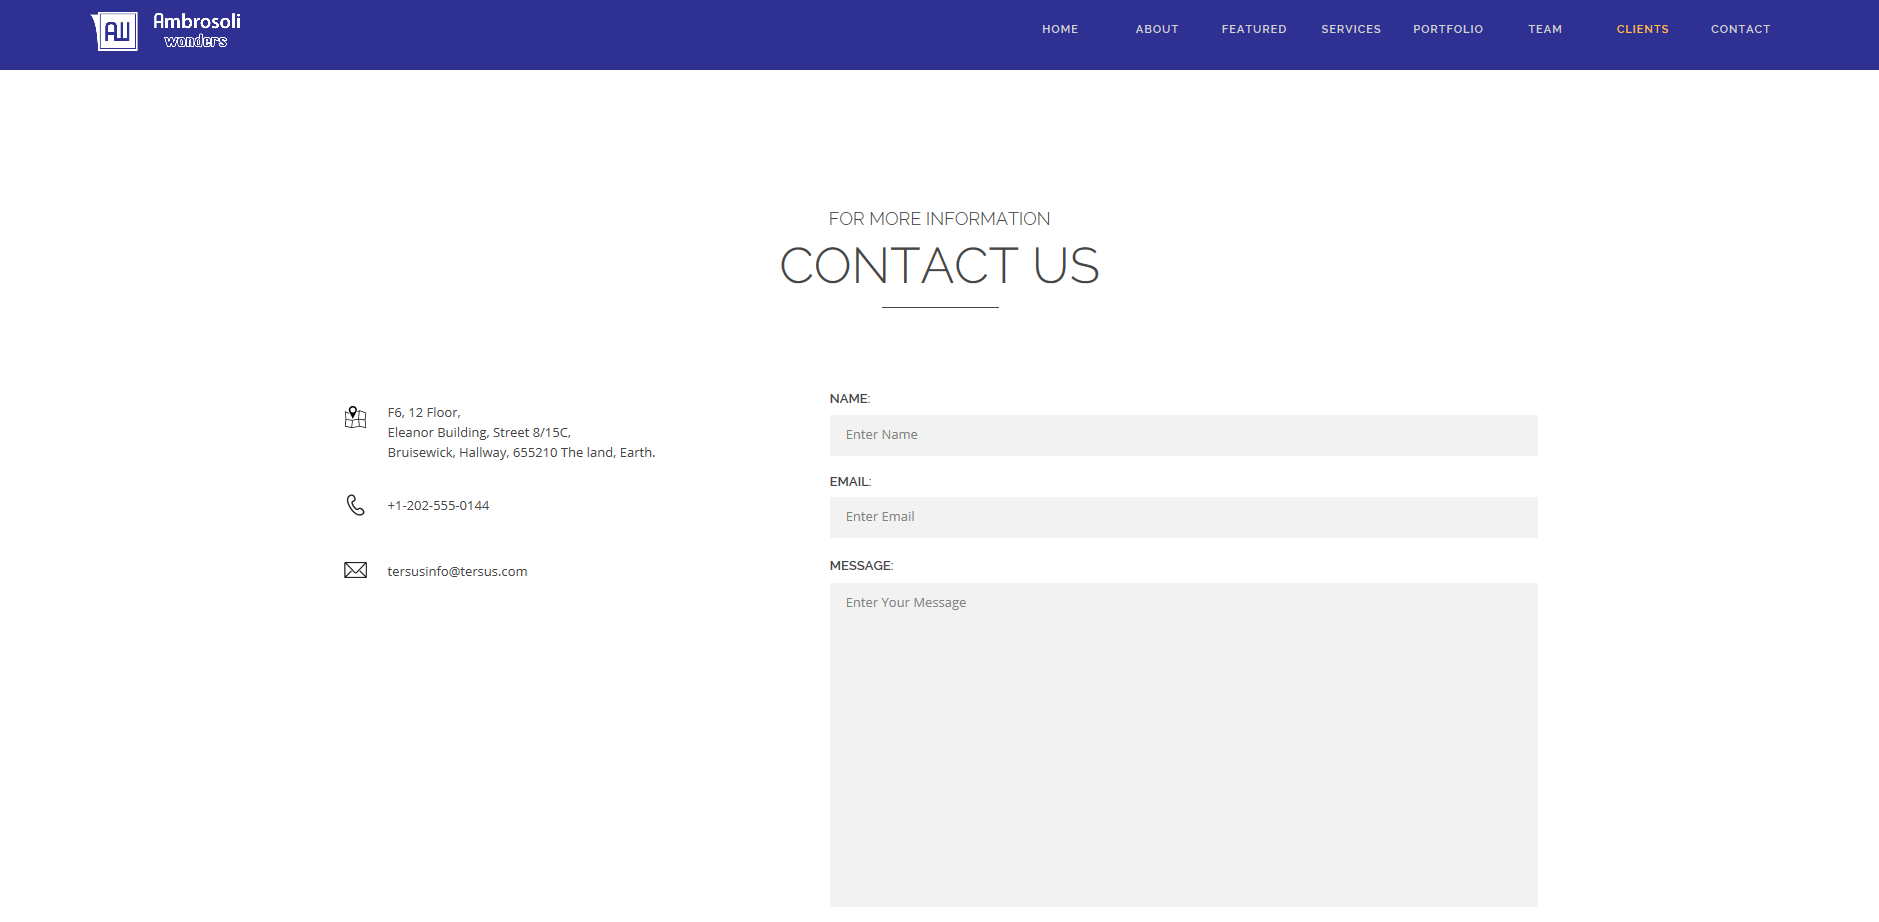 AW Ambrosoli
wonders
HOME ABOUT FEATURED SERVICES PORTFOLIO TEAM CLIENTS CONTACT
FOR MORE INFORMATION
CONTACT US
F6, 12 Floor,
Eleanor Building, Street 8/15C,
Bruisewick, Hallway, 655210 The land, Earth.
+1-202-555-0144
tersusinfo@tersus.com
NAME:
Enter Name
EMAIL:
Enter Email
MESSAGE:
Enter Your Message